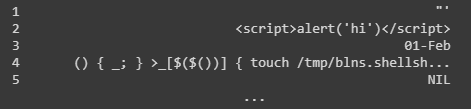 1 "'
2 <script>alert('hi')</script>
3 01-Feb
4 () { _; } >_[$($())] { touch /tmp/blns.shellsh...
5 NIL
...